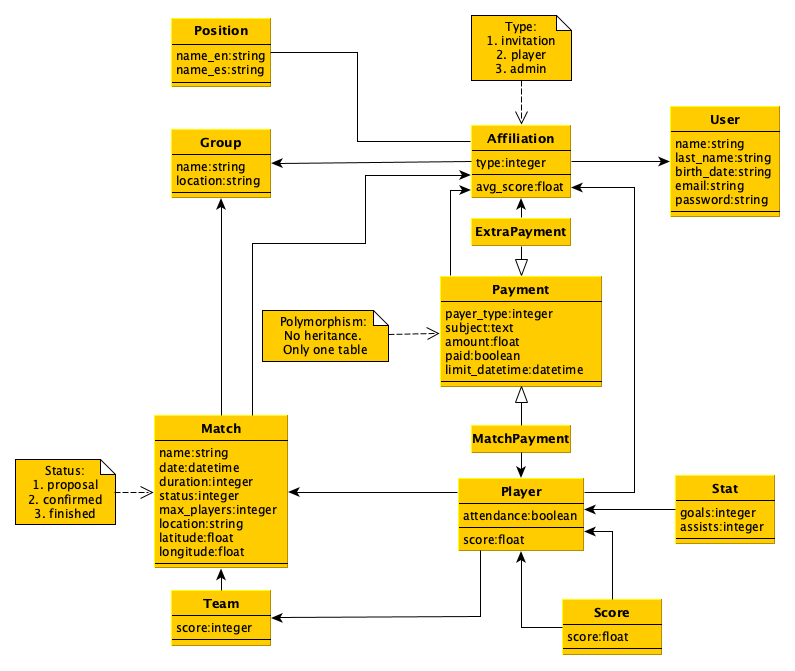 Position
name_en:string
name_es:string
Type:
1. invitation
2. player
3. admin
Group
name:string
location:string
Affiliation
type:integer
avg_score:float
User
name:string
last_name:string
birth_date:string
email:string
password:string
ExtraPayment
Payment
payer_type:integer
subject:text
amount:float
paid:boolean
limit_datetime:datetime
Polymorphism:
No heritance.
Only one table
MatchPayment
Match
name:string
date:datetime
duration:integer
status:integer
max_players:integer
location:string
latitude:float
longitude:float
Status:
1. proposal
2. confirmed
3. finished
Player
attendance:boolean
score:float
Stat
goals:integer
assists:integer
Team
score:integer
Score
score:float